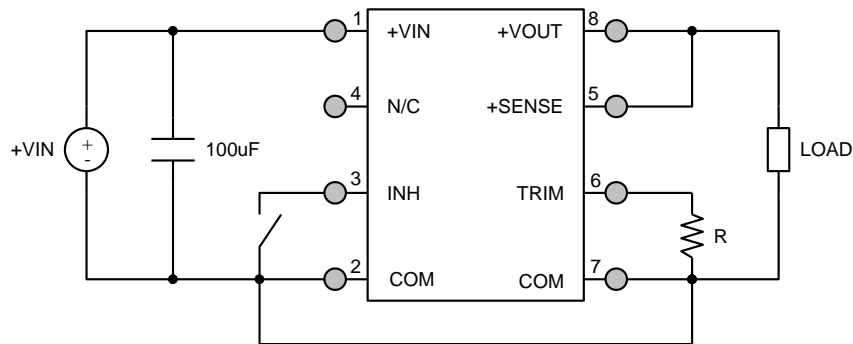 1 +VIN +VOUT 8
4 N/C +SENSE 5
+VIN + - 100uF LOAD
3 INH TRIM 6
R
2 COM COM 7